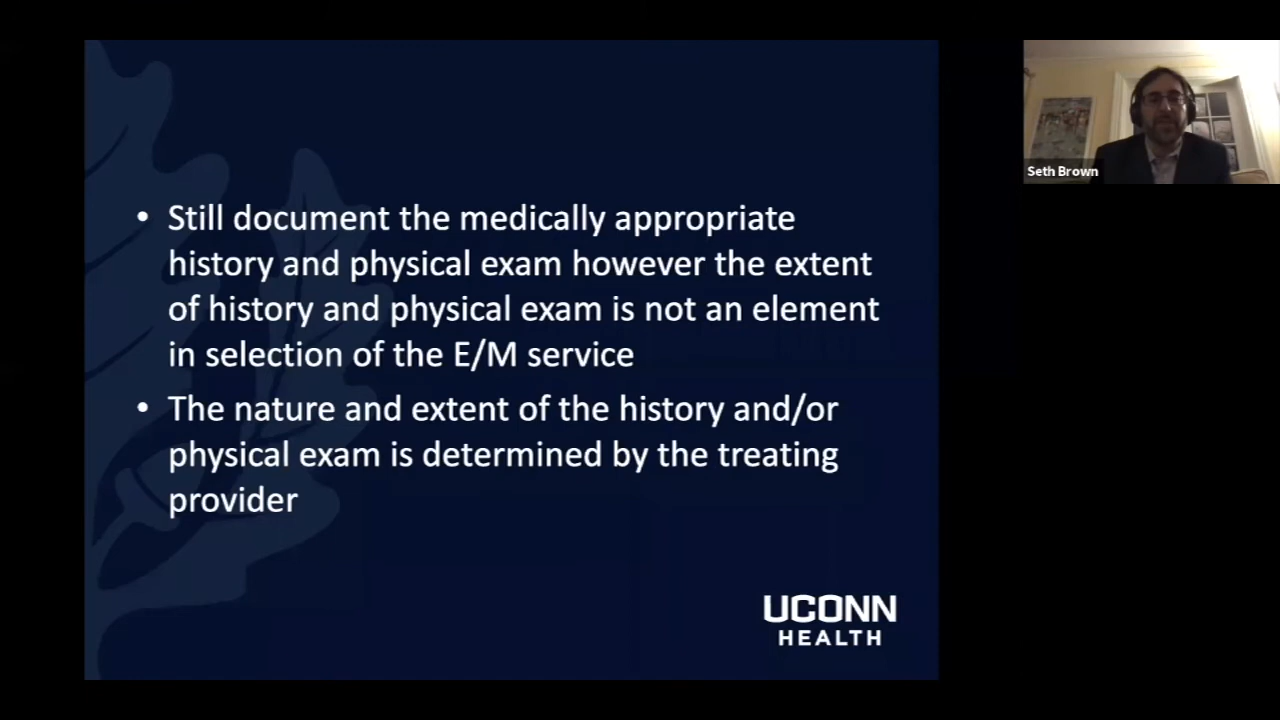 • Still document the medically appropriate
history and physical exam however the extent
of history and physical exam is not an element
in selection of the E/M service
• The nature and extent of the history and/or
physical exam is determined by the treating
provider
UCONN
HEALTH
Seth Brown